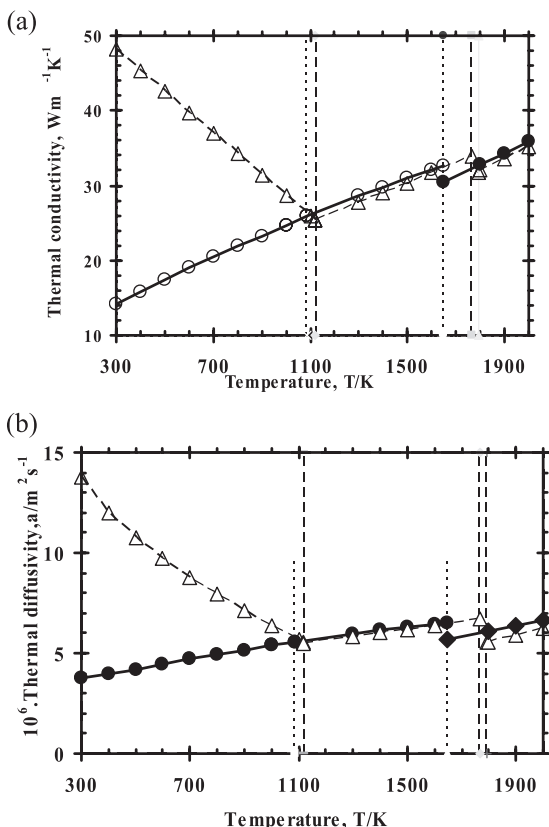 (a)
Thermal conductivity, Wm⁻¹K⁻¹
50
40
30
20
10
300 700 1100 1500 1900
Temperature, T/K
(b)
10⁶.Thermal diffusivity,a/m²s⁻¹
15
10
5
0
300 700 1100 1500 1900
Temperature, T/K